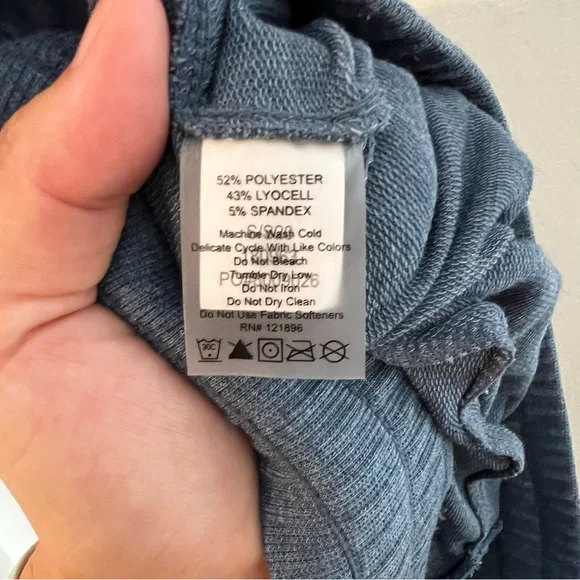 52% POLYESTER
43% LYOCELL
5% SPANDEX
Machine Wash Cold
Delicate Cycle With Like Colors
Do Not Bleach
Tumble Dry Low
Do Not Iron
Do Not Dry Clean
Do Not Use Fabric Softeners
RN# 121896
30C